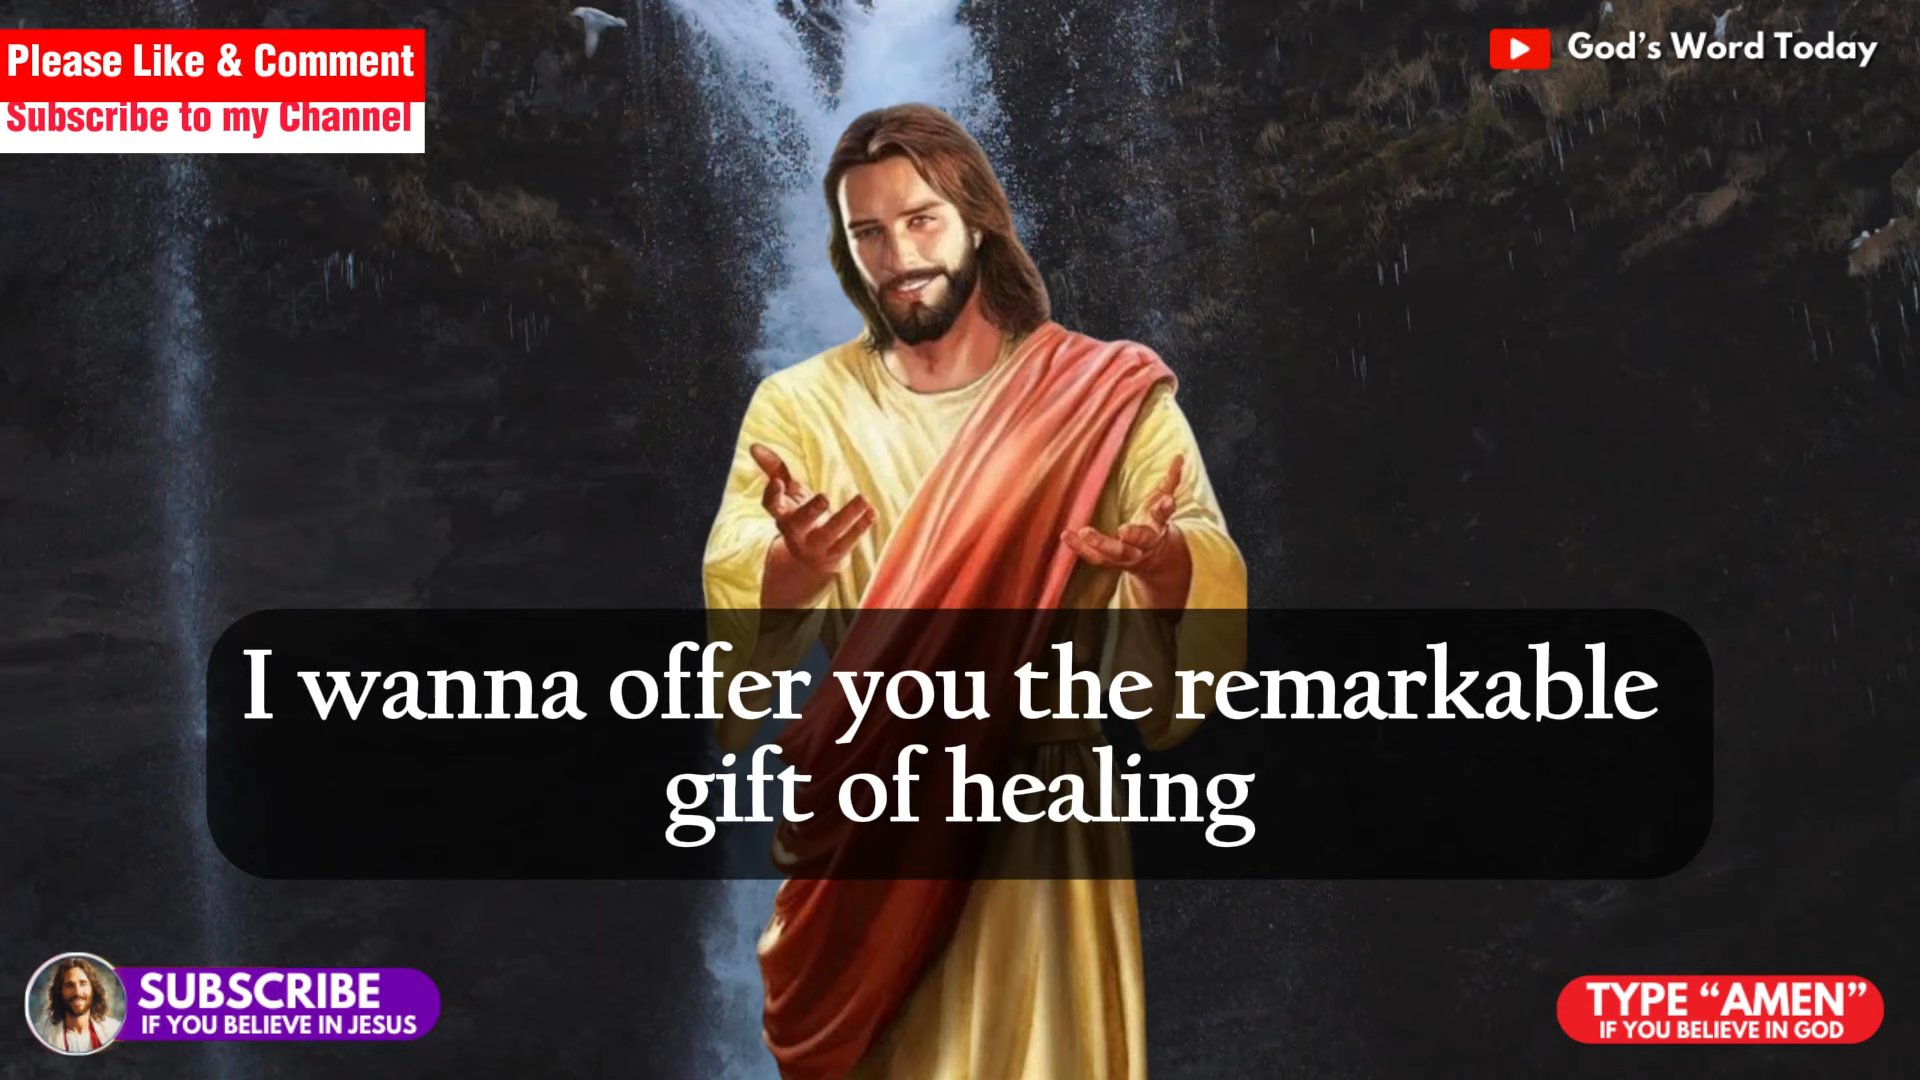 Please Like & Comment
Subscribe to my Channel
God's Word Today
I wanna offer you the remarkable
gift of healing
SUBSCRIBE
IF YOU BELIEVE IN JESUS
TYPE “AMEN”
IF YOU BELIEVE IN GOD